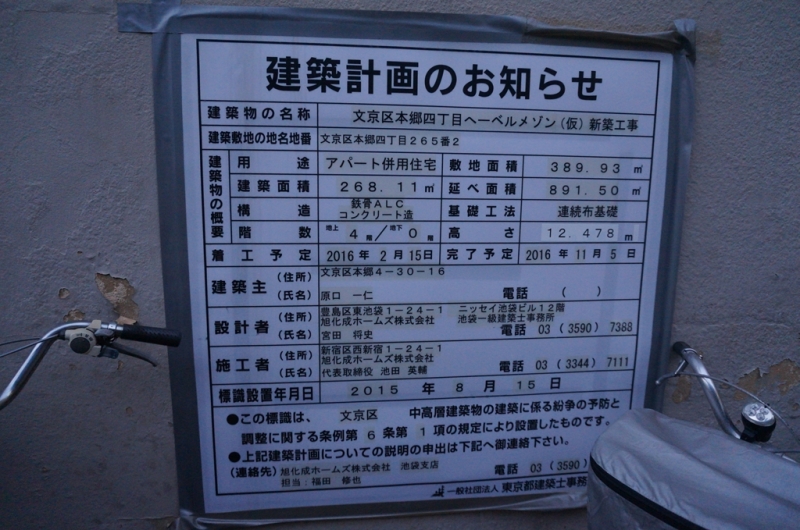 建築計画のお知らせ
建築物の名称 文京区本郷四丁目ヘーベルメゾン(仮)新築工事
建築敷地の地名地番 文京区本郷四丁目265番2
建築物の概要
用途 アパート併用住宅 敷地面積 389.93 ㎡
建築面積 268.11㎡ 延べ面積 891.50 ㎡
構造 鉄骨ALCコンクリート造 基礎工法 連続布基礎
階数 地上 4階/地下 0階 高さ 12.478 m
着工予定 2016年 2月 15日 完了予定 2016年 11月 5日
建築主 (住所) 文京区本郷4-30-16
(氏名) 原口 一仁 電話 ( )
設計者 (住所) 豊島区東池袋1-24-1 ニッセイ池袋ビル12階
旭化成ホームズ株式会社 池袋一級建築士事務所
(氏名) 宮田 将史 電話 03 (3590) 7388
施工者 (住所) 新宿区西新宿1-24-1
旭化成ホームズ株式会社
(氏名) 代表取締役 池田 英輔 電話 03 (3344) 7111
標識設置年月日 2015 年 8 月 15 日
●この標識は、 文京区 中高層建築物の建築に係る紛争の予防と
調整に関する条例第 6 条第 1 項の規定により設置したものです。
●上記建築計画についての説明の申出は下記へ御連絡下さい。
(連絡先) 旭化成ホームズ株式会社 池袋支店 電話 03 (3590)
担当:福田 修也
一般社団法人 東京都建築士事務